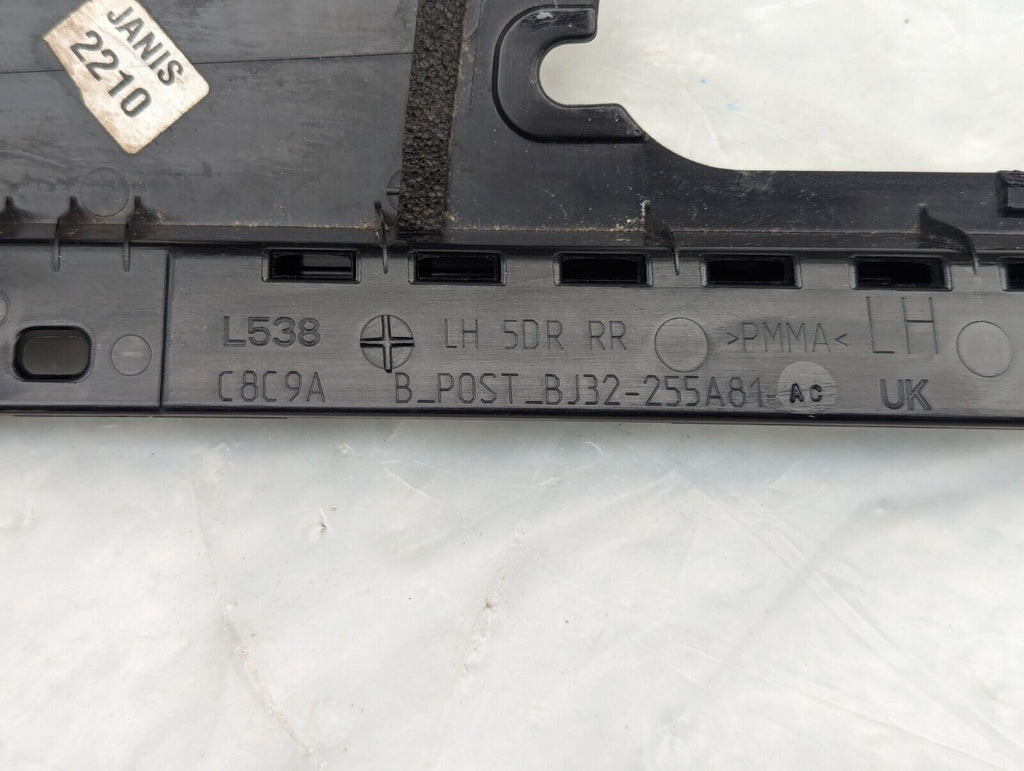 JANIS
2210
L538 LH 5DR RR >PMMA< LH
C8C9A B_POST_BJ32-255A81- AC UK